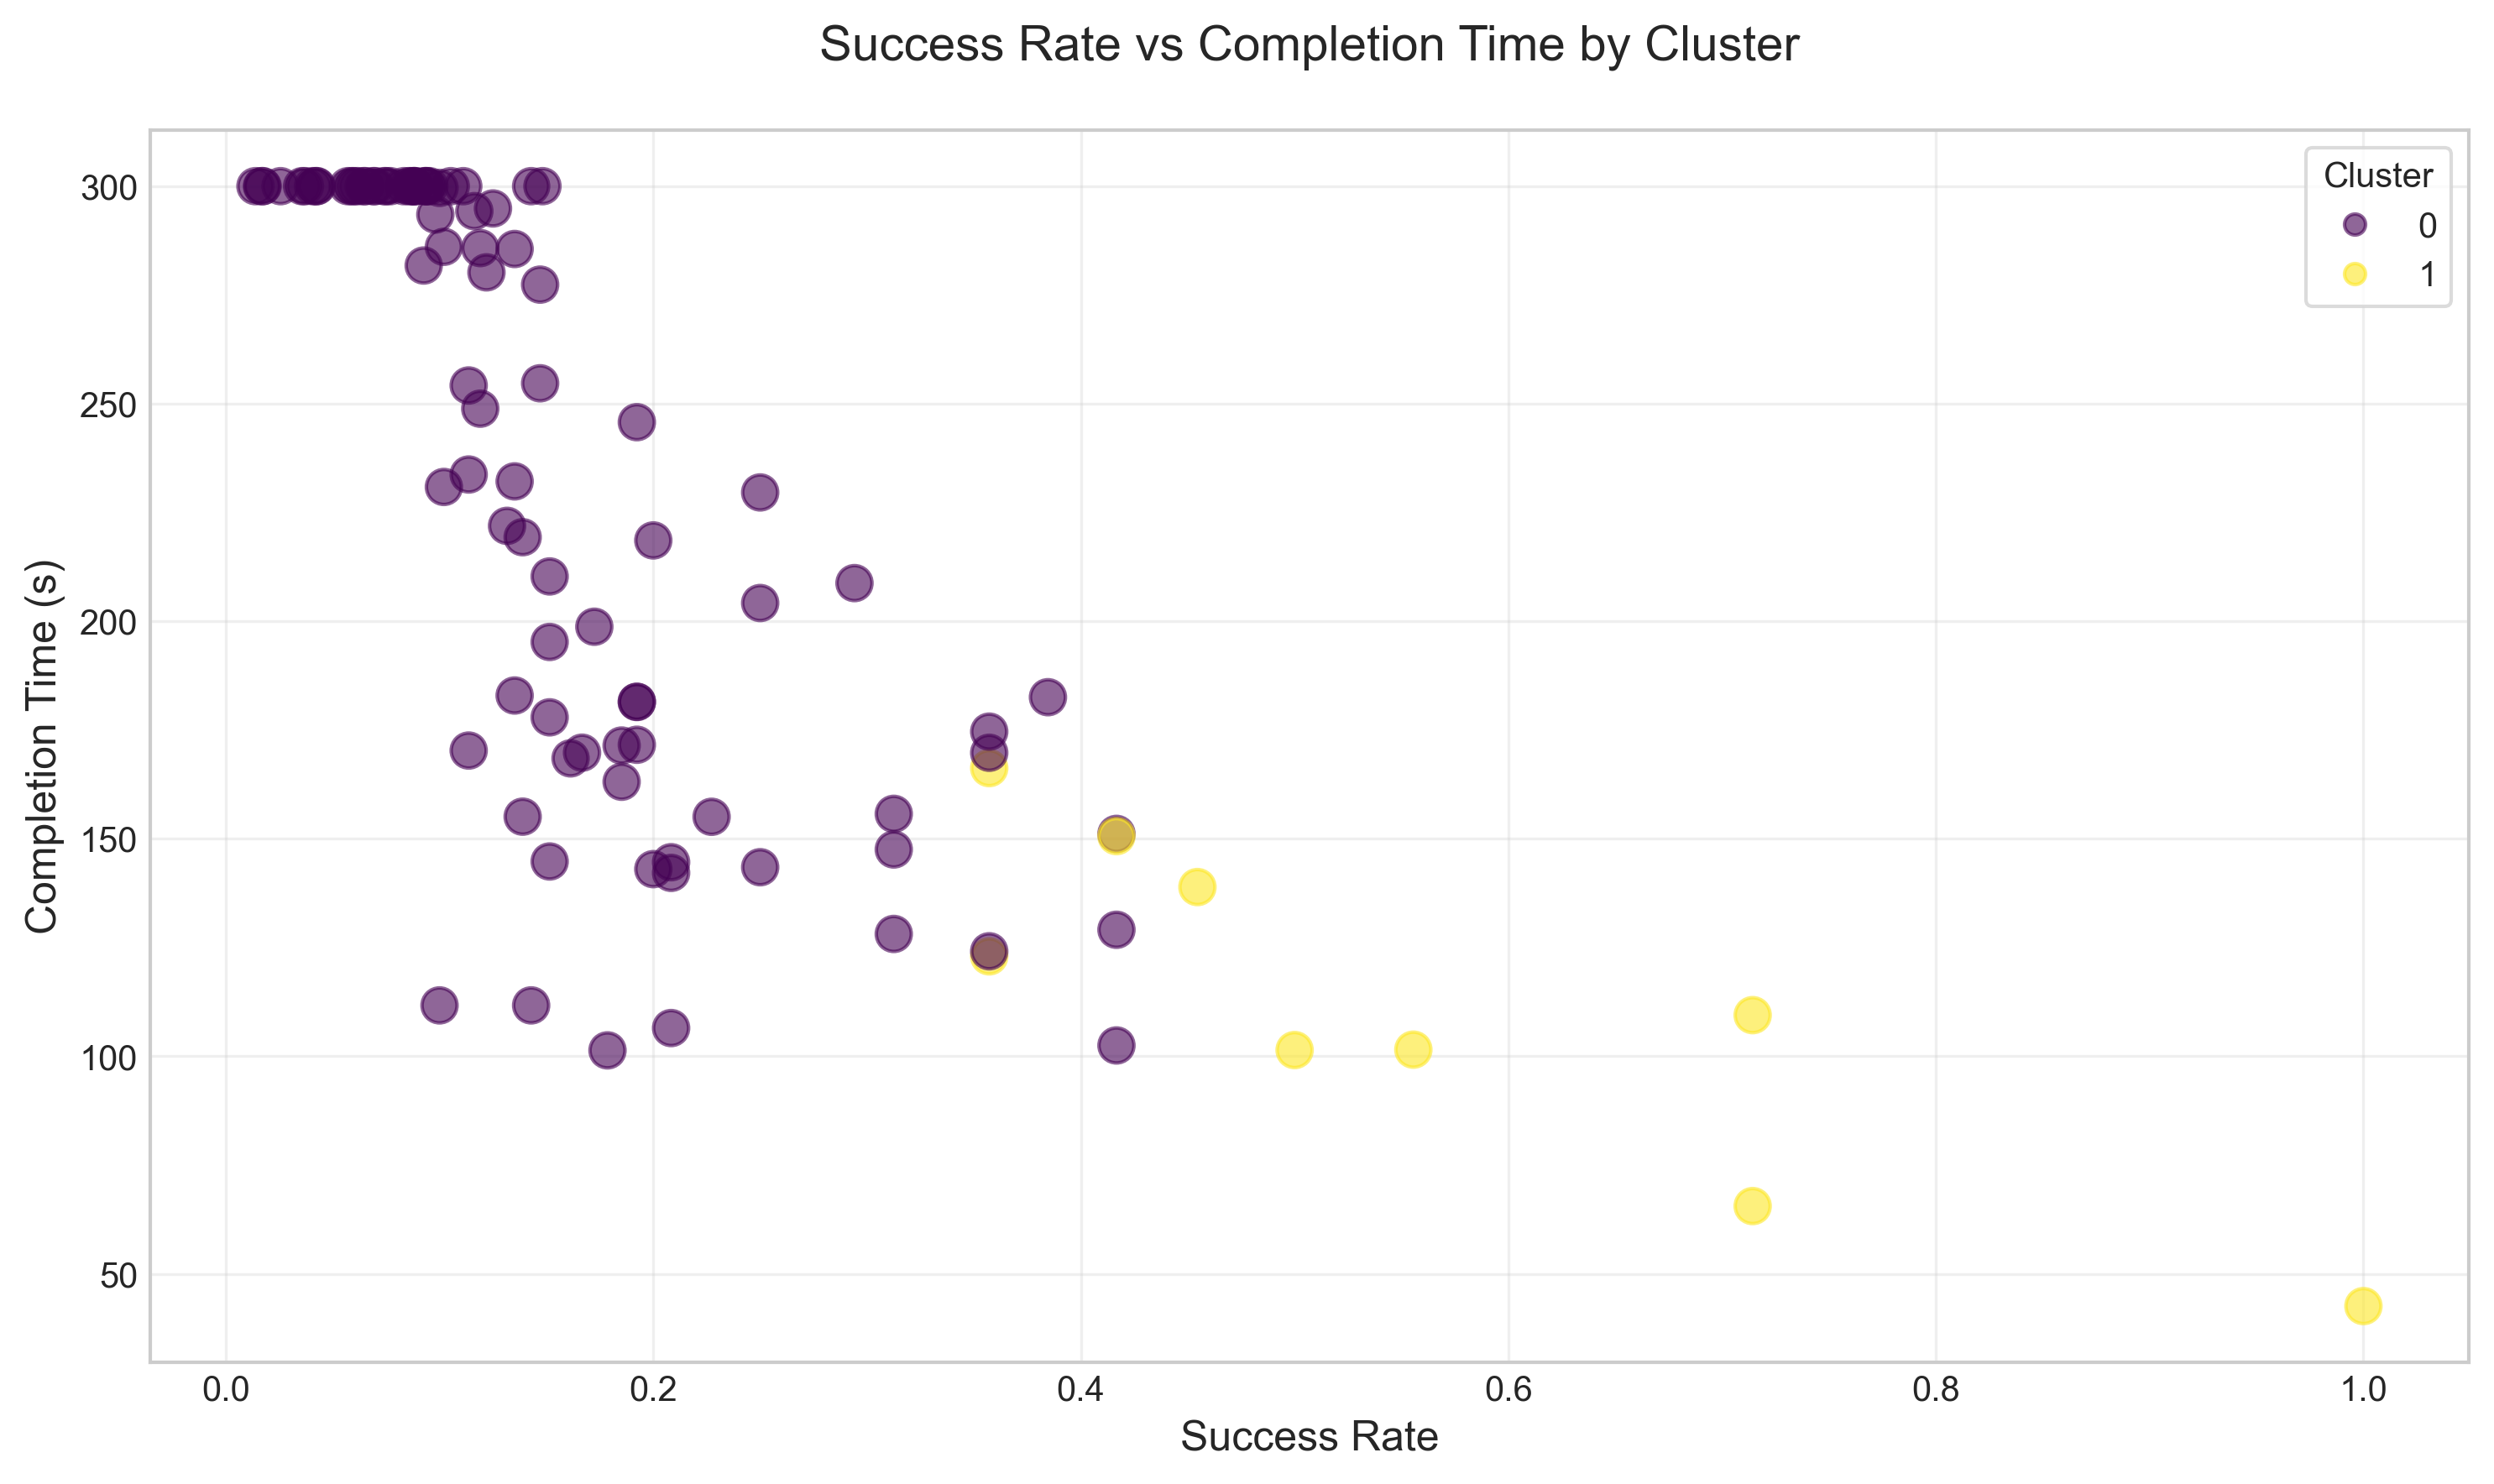 Success Rate vs Completion Time by Cluster
Cluster
0
1
300
250
200
150
100
50
Completion Time (s)
0.0 0.2 0.4 0.6 0.8 1.0
Success Rate